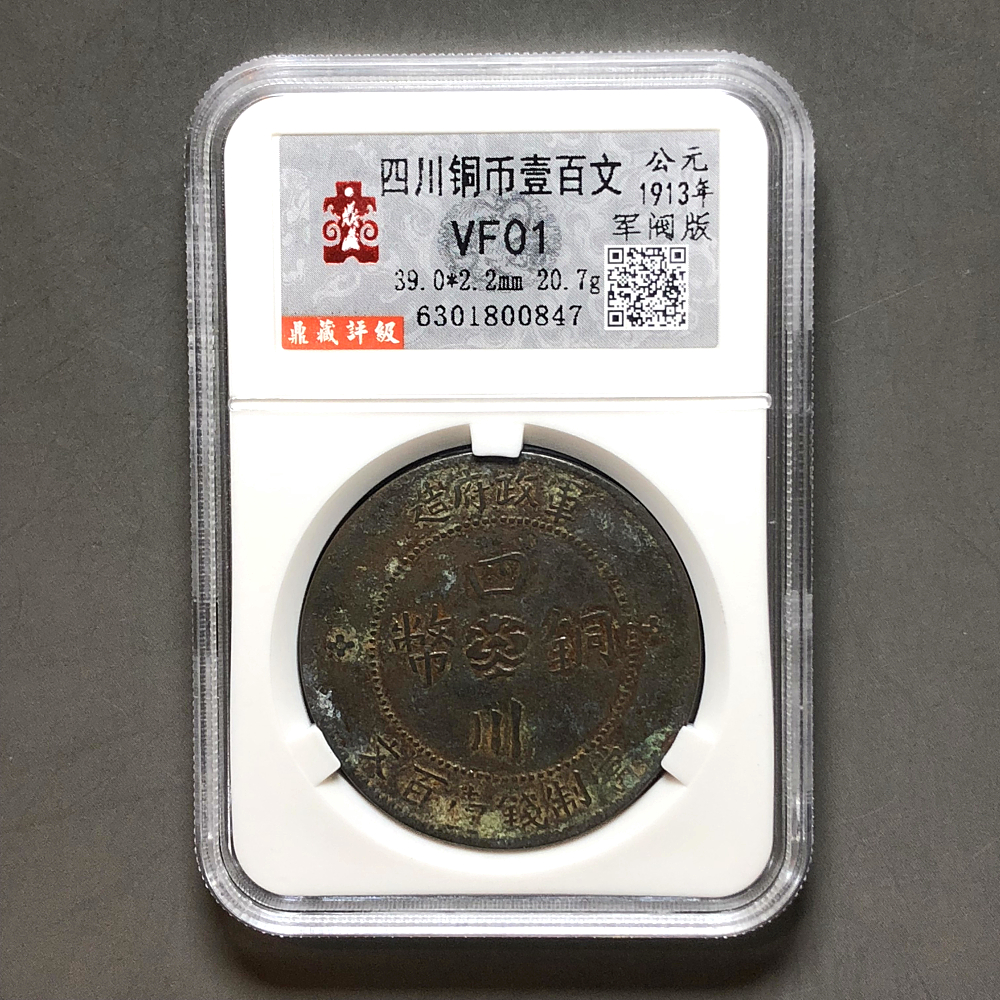 四川铜币壹百文
公元
1913年
军阀版
VF01
39.0*2.2mm 20.7g
6301800847
鼎藏評級
軍政府造
四川銅幣
當制錢壹百文